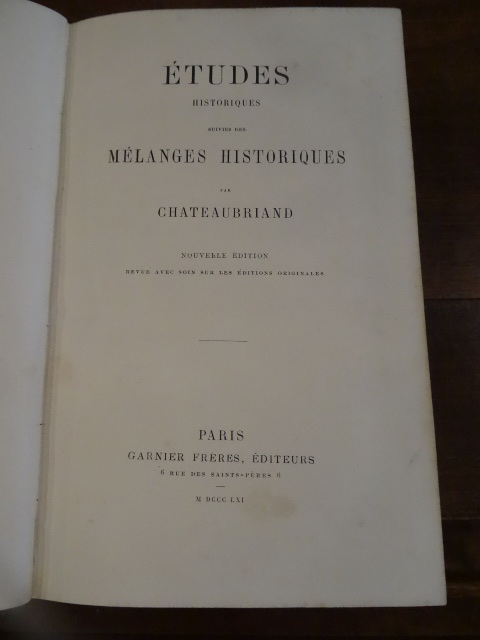 ÉTUDES
HISTORIQUES
SUIVIES DES
MÉLANGES HISTORIQUES
PAR
CHATEAUBRIAND
NOUVELLE ÉDITION
REVUE AVEC SOIN SUR LES ÉDITIONS ORIGINALES
PARIS
GARNIER FRÈRES, ÉDITEURS
6 RUE DES SAINTS-PÈRES 6
M DCCC LXI